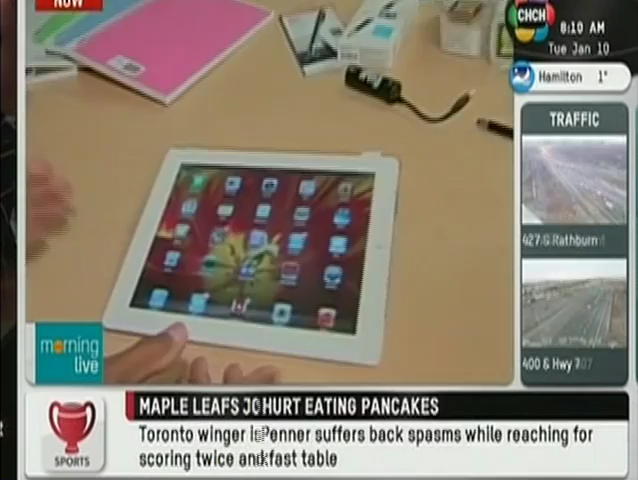 NOW
CHCH
8:10 AM
Tue Jan 10
Hamilton 1°
TRAFFIC
427 & Rathburn
400 & Hwy
morning
live
MAPLE LEAFS HURT EATING PANCAKES
Toronto winger suffers back spasms while reaching for
scoring twice table
SPORTS